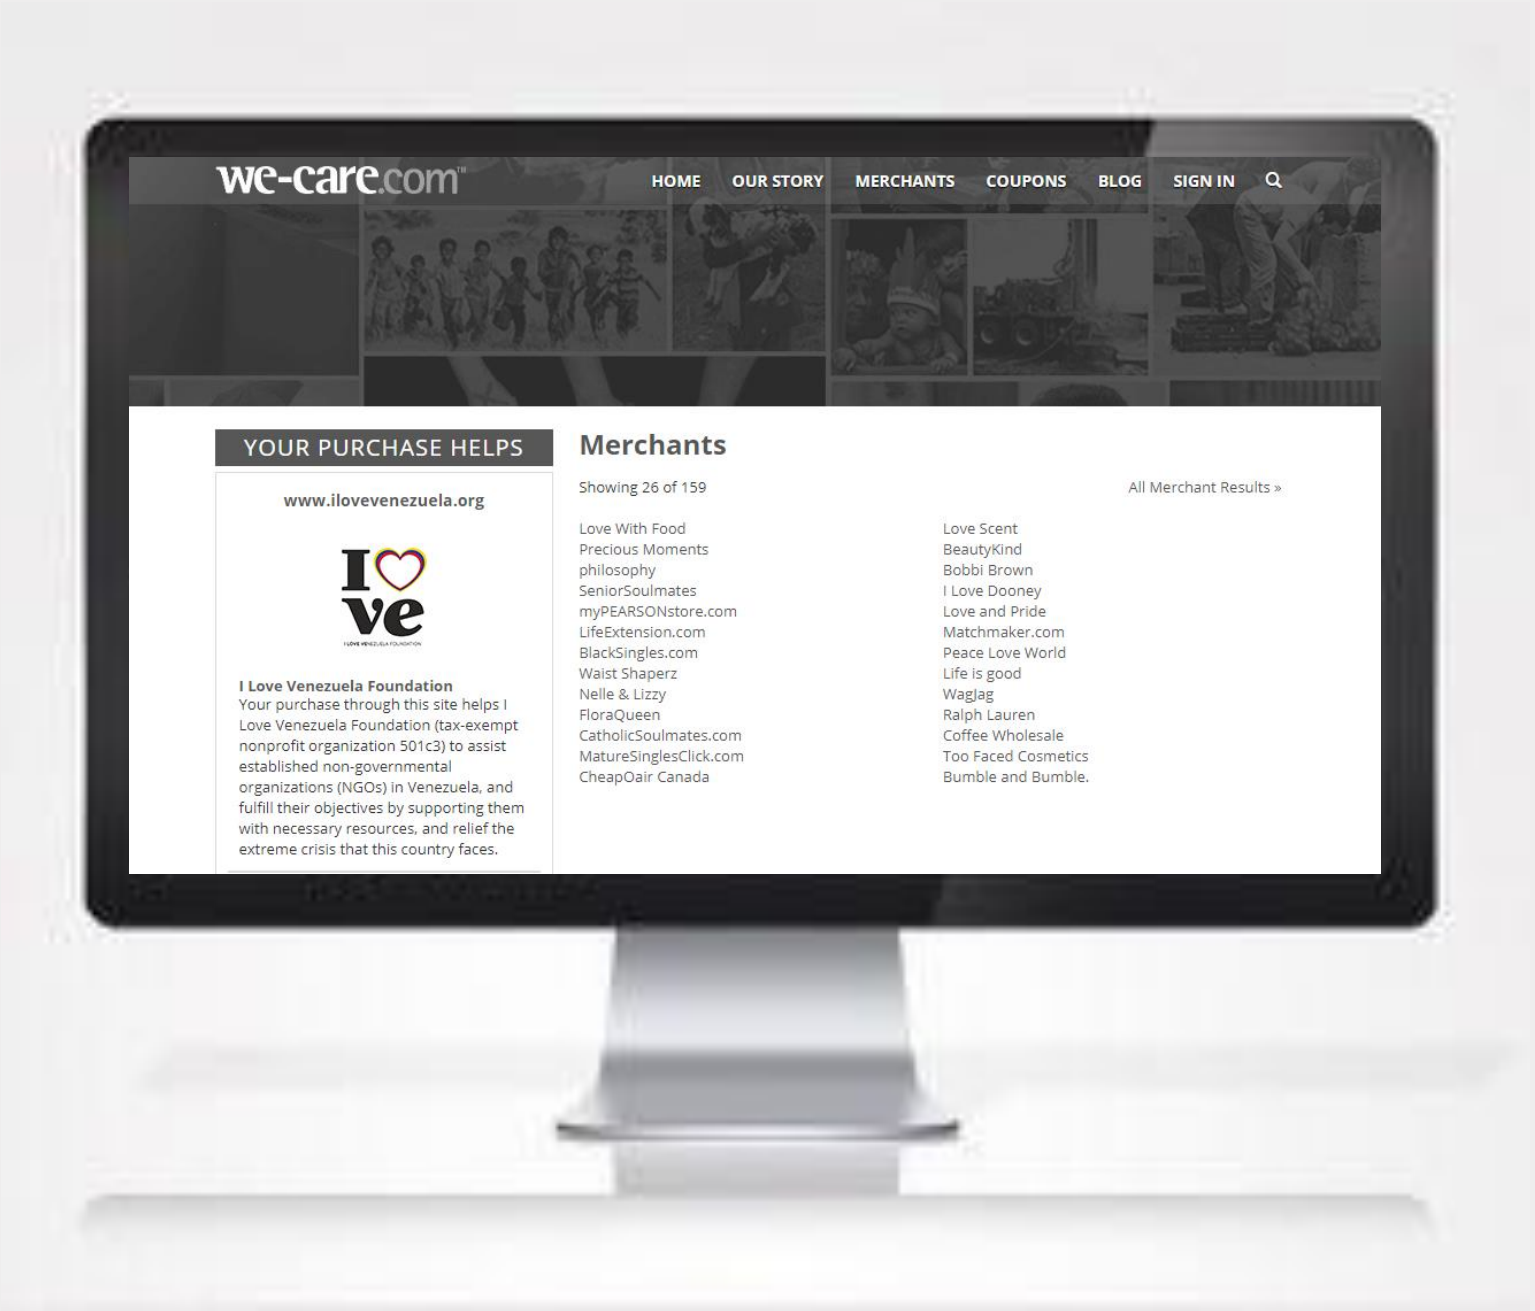 we-care.com™
HOME OUR STORY MERCHANTS COUPONS BLOG SIGN IN
YOUR PURCHASE HELPS
www.ilovevenezuela.org
I
ve
I LOVE VENEZUELA FOUNDATION
I Love Venezuela Foundation
Your purchase through this site helps I
Love Venezuela Foundation (tax-exempt
nonprofit organization 501c3) to assist
established non-governmental
organizations (NGOs) in Venezuela, and
fulfill their objectives by supporting them
with necessary resources, and relief the
extreme crisis that this country faces.
Merchants
Showing 26 of 159
All Merchant Results »
Love With Food
Precious Moments
philosophy
SeniorSoulmates
myPEARSONstore.com
LifeExtension.com
BlackSingles.com
Waist Shaperz
Nelle & Lizzy
FloraQueen
CatholicSoulmates.com
MatureSinglesClick.com
CheapOair Canada
Love Scent
BeautyKind
Bobbi Brown
I Love Dooney
Love and Pride
Matchmaker.com
Peace Love World
Life is good
WagJag
Ralph Lauren
Coffee Wholesale
Too Faced Cosmetics
Bumble and Bumble.